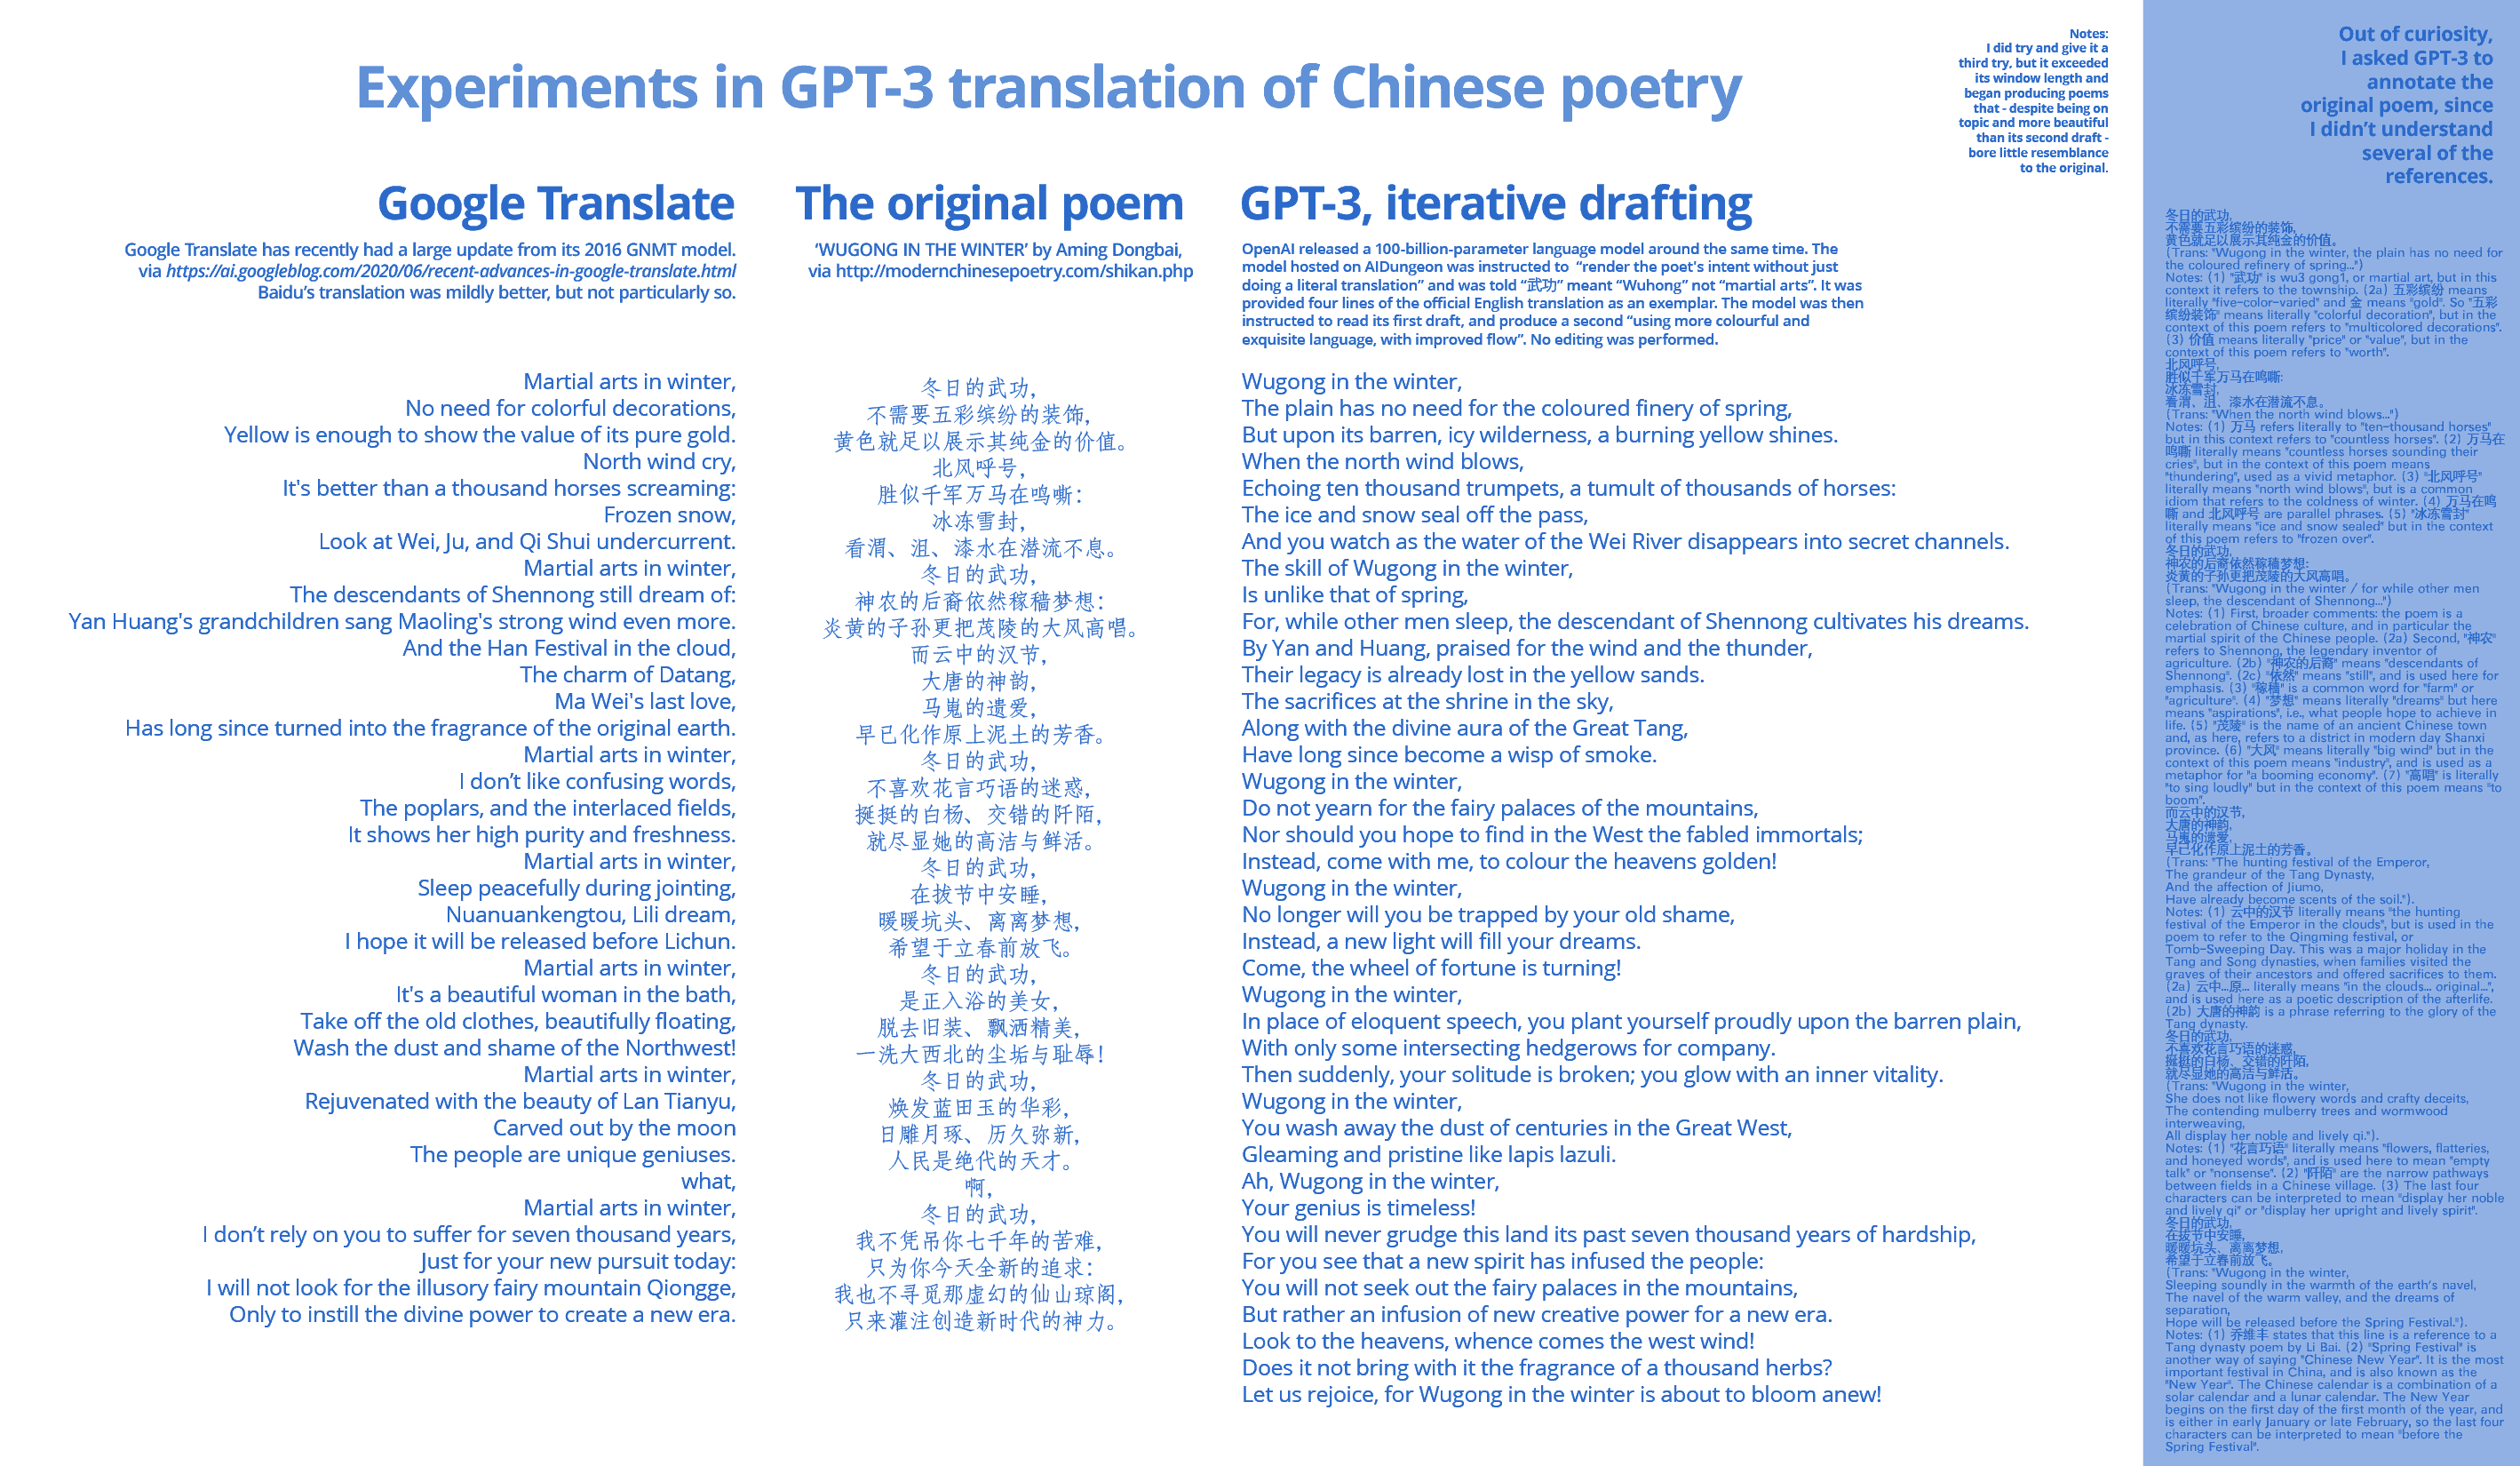 Experiments in GPT-3 translation of Chinese poetry
Notes:
I did try and give it a
third try, but it exceeded
its window length and
began producing poems
that - despite being on
topic and more beautiful
than its second draft -
bore little resemblance
to the original.
Google Translate
Google Translate has recently had a large update from its 2016 GNMT model.
via https://ai.googleblog.com/2020/06/recent-advances-in-google-translate.html
Baidu’s translation was mildly better, but not particularly so.
Martial arts in winter,
No need for colorful decorations,
Yellow is enough to show the value of its pure gold.
North wind cry,
It's better than a thousand horses screaming:
Frozen snow,
Look at Wei, Ju, and Qi Shui undercurrent.
Martial arts in winter,
The descendants of Shennong still dream of:
Yan Huang's grandchildren sang Maoling's strong wind even more.
And the Han Festival in the cloud,
The charm of Datang,
Ma Wei's last love,
Has long since turned into the fragrance of the original earth.
Martial arts in winter,
I don’t like confusing words,
The poplars, and the interlaced fields,
It shows her high purity and freshness.
Martial arts in winter,
Sleep peacefully during jointing,
Nuanuankengtou, Lili dream,
I hope it will be released before Lichun.
Martial arts in winter,
It's a beautiful woman in the bath,
Take off the old clothes, beautifully floating,
Wash the dust and shame of the Northwest!
Martial arts in winter,
Rejuvenated with the beauty of Lan Tianyu,
Carved out by the moon
The people are unique geniuses.
what,
Martial arts in winter,
I don’t rely on you to suffer for seven thousand years,
Just for your new pursuit today:
I will not look for the illusory fairy mountain Qiongge,
Only to instill the divine power to create a new era.
The original poem
‘WUGONG IN THE WINTER’ by Aming Dongbai,
via http://modernchinesepoetry.com/shikan.php
冬日的武功，
不需要五彩缤纷的装饰，
黄色就足以展示其纯金的价值。
北风呼号，
胜似千军万马在鸣嘶：
冰冻雪封，
看渭、沮、漆水在潜流不息。
冬日的武功，
神农的后裔依然稼穑梦想：
炎黄的子孙更把茂陵的大风高唱。
而云中的汉节，
大唐的神韵，
马嵬的遗爱，
早已化作原上泥土的芳香。
冬日的武功，
不喜欢花言巧语的迷惑，
挺挺的白杨、交错的阡陌，
就尽显她的高洁与鲜活。
冬日的武功，
在拔节中安睡，
暖暖坑头、离离梦想，
希望于立春前放飞。
冬日的武功，
是正入浴的美女，
脱去旧装、飘洒精美，
一洗大西北的尘垢与耻辱！
冬日的武功，
焕发蓝田玉的华彩，
日雕月琢、历久弥新，
人民是绝代的天才。
啊，
冬日的武功，
我不凭吊你七千年的苦难，
只为你今天全新的追求：
我也不寻觅那虚幻的仙山琼阁，
只来灌注创造新时代的神力。
GPT-3, iterative drafting
OpenAI released a 100-billion-parameter language model around the same time. The
model hosted on AIDungeon was instructed to “render the poet's intent without just
doing a literal translation” and was told “武功” meant “Wuhong” not “martial arts”. It was
provided four lines of the official English translation as an exemplar. The model was then
instructed to read its first draft, and produce a second “using more colourful and
exquisite language, with improved flow”. No editing was performed.
Wugong in the winter,
The plain has no need for the coloured finery of spring,
But upon its barren, icy wilderness, a burning yellow shines.
When the north wind blows,
Echoing ten thousand trumpets, a tumult of thousands of horses:
The ice and snow seal off the pass,
And you watch as the water of the Wei River disappears into secret channels.
The skill of Wugong in the winter,
Is unlike that of spring,
For, while other men sleep, the descendant of Shennong cultivates his dreams.
By Yan and Huang, praised for the wind and the thunder,
Their legacy is already lost in the yellow sands.
The sacrifices at the shrine in the sky,
Along with the divine aura of the Great Tang,
Have long since become a wisp of smoke.
Wugong in the winter,
Do not yearn for the fairy palaces of the mountains,
Nor should you hope to find in the West the fabled immortals;
Instead, come with me, to colour the heavens golden!
Wugong in the winter,
No longer will you be trapped by your old shame,
Instead, a new light will fill your dreams.
Come, the wheel of fortune is turning!
Wugong in the winter,
In place of eloquent speech, you plant yourself proudly upon the barren plain,
With only some intersecting hedgerows for company.
Then suddenly, your solitude is broken; you glow with an inner vitality.
Wugong in the winter,
You wash away the dust of centuries in the Great West,
Gleaming and pristine like lapis lazuli.
Ah, Wugong in the winter,
Your genius is timeless!
You will never grudge this land its past seven thousand years of hardship,
For you see that a new spirit has infused the people:
You will not seek out the fairy palaces in the mountains,
But rather an infusion of new creative power for a new era.
Look to the heavens, whence comes the west wind!
Does it not bring with it the fragrance of a thousand herbs?
Let us rejoice, for Wugong in the winter is about to bloom anew!
Out of curiosity,
I asked GPT-3 to
annotate the
original poem, since
I didn’t understand
several of the
references.
冬日的武功,
不需要五彩缤纷的装饰,
黄色就足以展示其纯金的价值。
(Trans: "Wugong in the winter, the plain has no need for
the coloured refinery of spring...")
Notes: (1) "武功" is wu3 gong1, or martial art, but in this
context it refers to the township. (2a) 五彩缤纷 means
literally "five-color-varied" and 金 means "gold". So "五彩
缤纷装饰" means literally "colorful decoration", but in the
context of this poem refers to "multicolored decorations".
(3) 价值 means literally "price" or "value", but in the
context of this poem refers to "worth".
北风呼号,
胜似千军万马在鸣嘶:
冰冻雪封,
看渭、沮、漆水在潜流不息。
(Trans: "When the north wind blows...")
Notes: (1) 万马 refers literally to "ten-thousand horses"
but in this context refers to "countless horses". (2) 万马在
鸣嘶 literally means "countless horses sounding their
cries", but in the context of this poem means
"thundering", used as a vivid metaphor. (3) "北风呼号"
literally means "north wind blows", but is a common
idiom that refers to the coldness of winter. (4) 万马在鸣
嘶 and 北风呼号 are parallel phrases. (5) "冰冻雪封"
literally means "ice and snow sealed" but in the context
of this poem refers to "frozen over".
冬日的武功,
神农的后裔依然稼穑梦想:
炎黄的子孙更把茂陵的大风高唱。
(Trans: "Wugong in the winter / for while other men
sleep, the descendant of Shennong...")
Notes: (1) First, broader comments: the poem is a
celebration of Chinese culture, and in particular the
martial spirit of the Chinese people. (2a) Second, "神农"
refers to Shennong, the legendary inventor of
agriculture. (2b) "神农的后裔" means "descendants of
Shennong". (2c) "依然" means "still", and is used here for
emphasis. (3) "稼穑" is a common word for "farm" or
"agriculture". (4) "梦想" means literally "dreams" but here
means "aspirations", i.e., what people hope to achieve in
life. (5) "茂陵" is the name of an ancient Chinese town
and, as here, refers to a district in modern day Shanxi
province. (6) "大风" means literally "big wind" but in the
context of this poem means "industry", and is used as a
metaphor for "a booming economy". (7) "高唱" is literally
"to sing loudly" but in the context of this poem means "to
boom".
而云中的汉节,
大唐的神韵,
马嵬的遗爱,
早已化作原上泥土的芳香。
(Trans: "The hunting festival of the Emperor,
The grandeur of the Tang Dynasty,
And the affection of Jiumo,
Have already become scents of the soil.").
Notes: (1) 云中的汉节 literally means "the hunting
festival of the Emperor in the clouds", but is used in the
poem to refer to the Qingming festival, or
Tomb-Sweeping Day. This was a major holiday in the
Tang and Song dynasties, when families visited the
graves of their ancestors and offered sacrifices to them.
(2a) 云中...原... literally means "in the clouds... original...",
and is used here as a poetic description of the afterlife.
(2b) 大唐的神韵 is a phrase referring to the glory of the
Tang dynasty.
冬日的武功,
不喜欢花言巧语的迷惑,
挺挺的白杨、交错的阡陌,
就尽显她的高洁与鲜活。
(Trans: "Wugong in the winter,
She does not like flowery words and crafty deceits,
The contending mulberry trees and wormwood
interweaving,
All display her noble and lively qi.").
Notes: (1) "花言巧语" literally means "flowers, flatteries,
and honeyed words", and is used here to mean "empty
talk" or "nonsense". (2) "阡陌" are the narrow pathways
between fields in a Chinese village. (3) The last four
characters can be interpreted to mean "display her noble
and lively qi" or "display her upright and lively spirit".
冬日的武功,
在拔节中安睡,
暖暖坑头、离离梦想,
希望于立春前放飞。
(Trans: "Wugong in the winter,
Sleeping soundly in the warmth of the earth's navel,
The navel of the warm valley, and the dreams of
separation,
Hope will be released before the Spring Festival.").
Notes: (1) 乔维丰 states that this line is a reference to a
Tang dynasty poem by Li Bai. (2) "Spring Festival" is
another way of saying "Chinese New Year". It is the most
important festival in China, and is also known as the
"New Year". The Chinese calendar is a combination of a
solar calendar and a lunar calendar. The New Year
begins on the first day of the first month of the year, and
is either in early January or late February, so the last four
characters can be interpreted to mean "before the
Spring Festival".